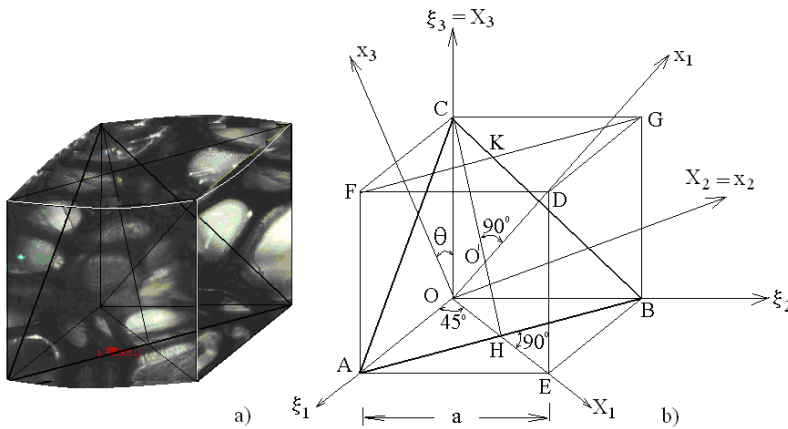 ξ3 = X3
x3
x1
C
G
K
F
D
X2 = x2
θ
90°
O'
O
45°
B
ξ2
H
90°
A
E
ξ1
a
X1
a)
b)